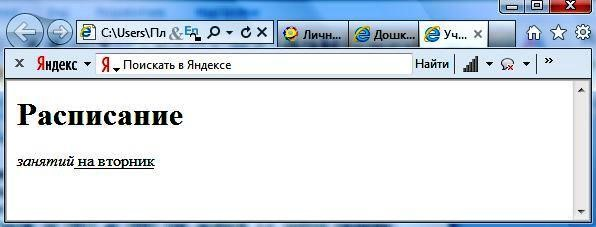 C:\Users\Пл
Личн...
Дошк...
Уч...
x Яндекс Я Поискать в Яндексе Найти »
Расписание
занятий на вторник